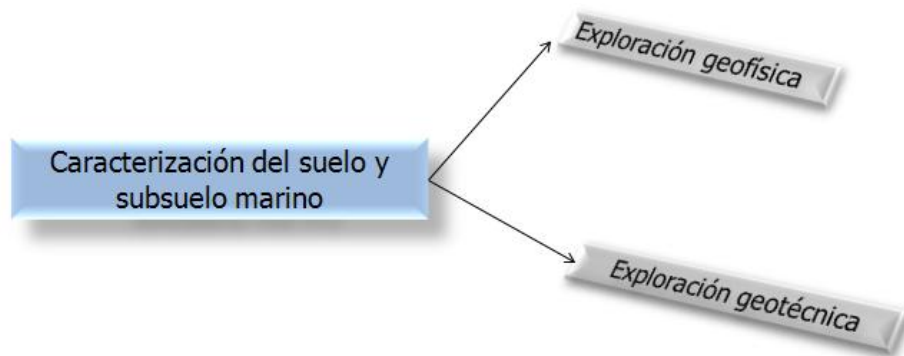 Exploración geofísica
Caracterización del suelo y
subsuelo marino
Exploración geotécnica